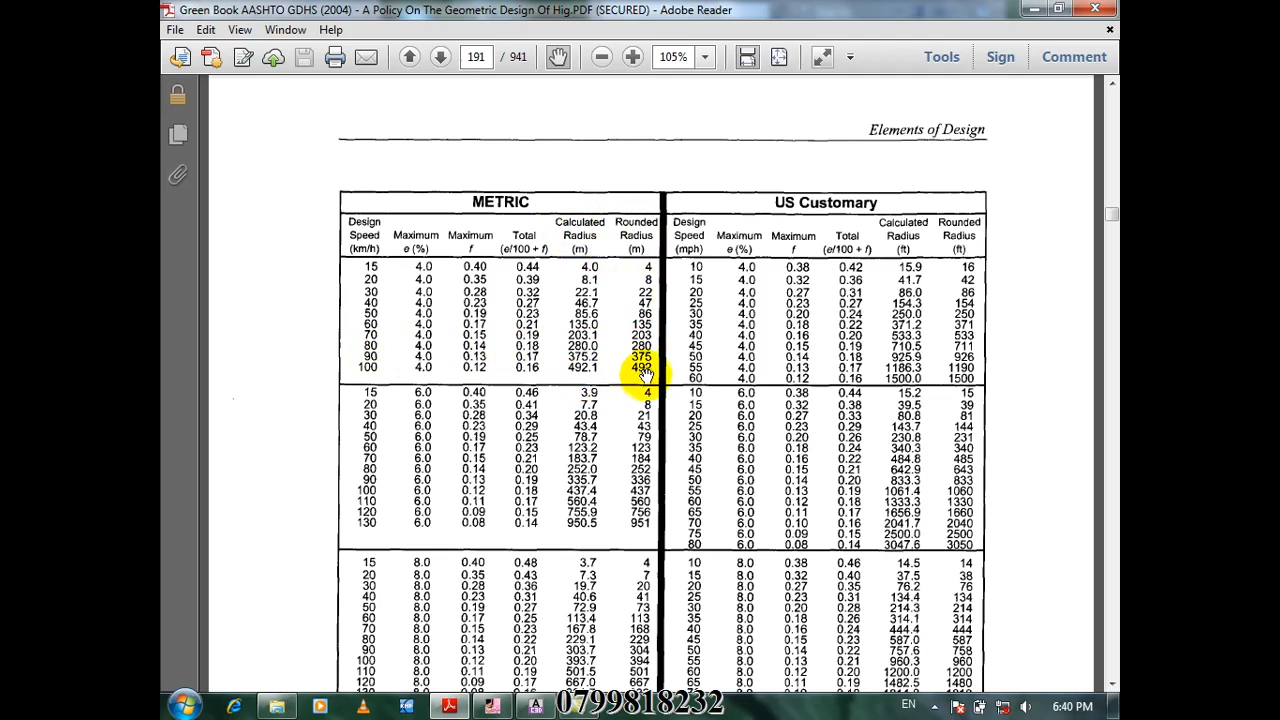 Green Book AASHTO GDHS (2004) - A Policy On The Geometric Design Of Hig.PDF (SECURED) - Adobe Reader
File Edit View Window Help
191 / 941 105% Tools Sign Comment
Elements of Design
METRIC US Customary
Design Speed (km/h) Maximum e (%) Maximum f Total (e/100 + f) Calculated Radius (m) Rounded Radius (m) Design Speed (mph) Maximum e (%) Maximum f Total (e/100 + f) Calculated Radius (ft) Rounded Radius (ft)
15 4.0 0.40 0.44 4.0 4 10 4.0 0.38 0.42 15.9 16
20 4.0 0.35 0.39 8.1 8 15 4.0 0.32 0.36 41.7 42
30 4.0 0.28 0.32 22.1 22 20 4.0 0.27 0.31 86.0 86
40 4.0 0.23 0.27 46.7 47 25 4.0 0.23 0.27 154.3 154
50 4.0 0.19 0.23 85.6 86 30 4.0 0.20 0.24 250.0 250
60 4.0 0.17 0.21 135.0 135 35 4.0 0.18 0.22 371.2 371
70 4.0 0.15 0.19 203.1 203 40 4.0 0.16 0.20 533.3 533
80 4.0 0.14 0.18 280.0 280 45 4.0 0.15 0.19 710.5 711
90 4.0 0.13 0.17 375.2 375 50 4.0 0.14 0.18 925.9 926
100 4.0 0.12 0.16 492.1 492 55 4.0 0.13 0.17 1186.3 1190
60 4.0 0.12 0.16 1500.0 1500
15 6.0 0.40 0.46 3.9 4 10 6.0 0.38 0.44 15.2 15
20 6.0 0.35 0.41 7.7 8 15 6.0 0.32 0.38 39.5 39
30 6.0 0.28 0.34 20.8 21 20 6.0 0.27 0.33 80.8 81
40 6.0 0.23 0.29 43.4 43 25 6.0 0.23 0.29 143.7 144
50 6.0 0.19 0.25 78.7 79 30 6.0 0.20 0.26 230.8 231
60 6.0 0.17 0.23 123.2 123 35 6.0 0.18 0.24 340.3 340
70 6.0 0.15 0.21 183.7 184 40 6.0 0.16 0.22 484.8 485
80 6.0 0.14 0.20 252.0 252 45 6.0 0.15 0.21 642.9 643
90 6.0 0.13 0.19 335.7 336 50 6.0 0.14 0.20 833.3 833
100 6.0 0.12 0.18 437.4 437 55 6.0 0.13 0.19 1061.4 1060
110 6.0 0.11 0.17 560.4 560 60 6.0 0.12 0.18 1333.3 1330
120 6.0 0.09 0.15 755.9 756 65 6.0 0.11 0.17 1656.9 1660
130 6.0 0.08 0.14 950.5 951 70 6.0 0.10 0.16 2041.7 2040
75 6.0 0.09 0.15 2500.0 2500
80 6.0 0.08 0.14 3047.6 3050
15 8.0 0.40 0.48 3.7 4 10 8.0 0.38 0.46 14.5 14
20 8.0 0.35 0.43 7.3 7 15 8.0 0.32 0.40 37.5 38
30 8.0 0.28 0.36 19.7 20 20 8.0 0.27 0.35 76.2 76
40 8.0 0.23 0.31 40.6 41 25 8.0 0.23 0.31 134.4 134
50 8.0 0.19 0.27 72.9 73 30 8.0 0.20 0.28 214.3 214
60 8.0 0.17 0.25 113.4 113 35 8.0 0.18 0.26 314.1 314
70 8.0 0.15 0.23 167.8 168 40 8.0 0.16 0.24 444.4 444
80 8.0 0.14 0.22 229.1 229 45 8.0 0.15 0.23 587.0 587
90 8.0 0.13 0.21 303.7 304 50 8.0 0.14 0.22 757.6 758
100 8.0 0.12 0.20 393.7 394 55 8.0 0.13 0.21 960.3 960
110 8.0 0.11 0.19 501.5 501 60 8.0 0.12 0.20 1200.0 1200
120 8.0 0.09 0.17 667.0 667 65 8.0 0.11 0.19 1482.5 1480
0799818232
EN 6:40 PM